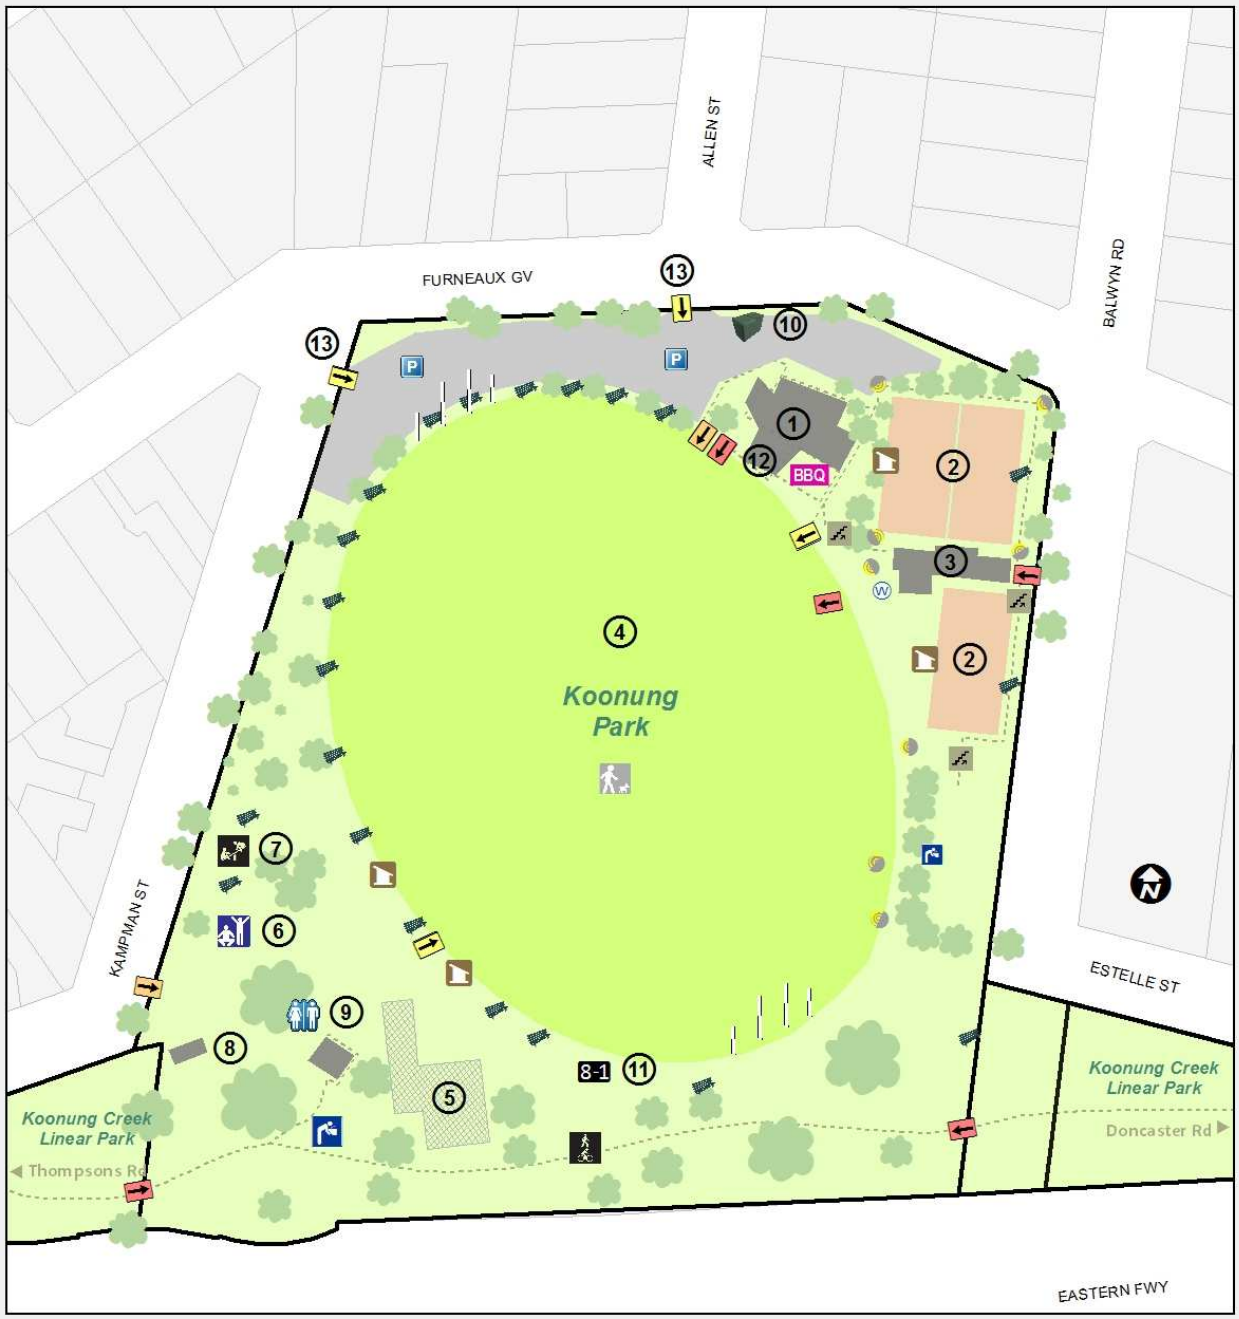 ALLEN ST
BALWYN RD
FURNEAUX GV
13
13
10
P
P
1
12
BBQ
2
3
W
4
2
Koonung
Park
7
6
KAMPMAN ST
N
ESTELLE ST
9
8
8-1
11
5
Koonung Creek
Linear Park
Koonung Creek
Linear Park
Doncaster Rd
Thompsons Rd
EASTERN FWY